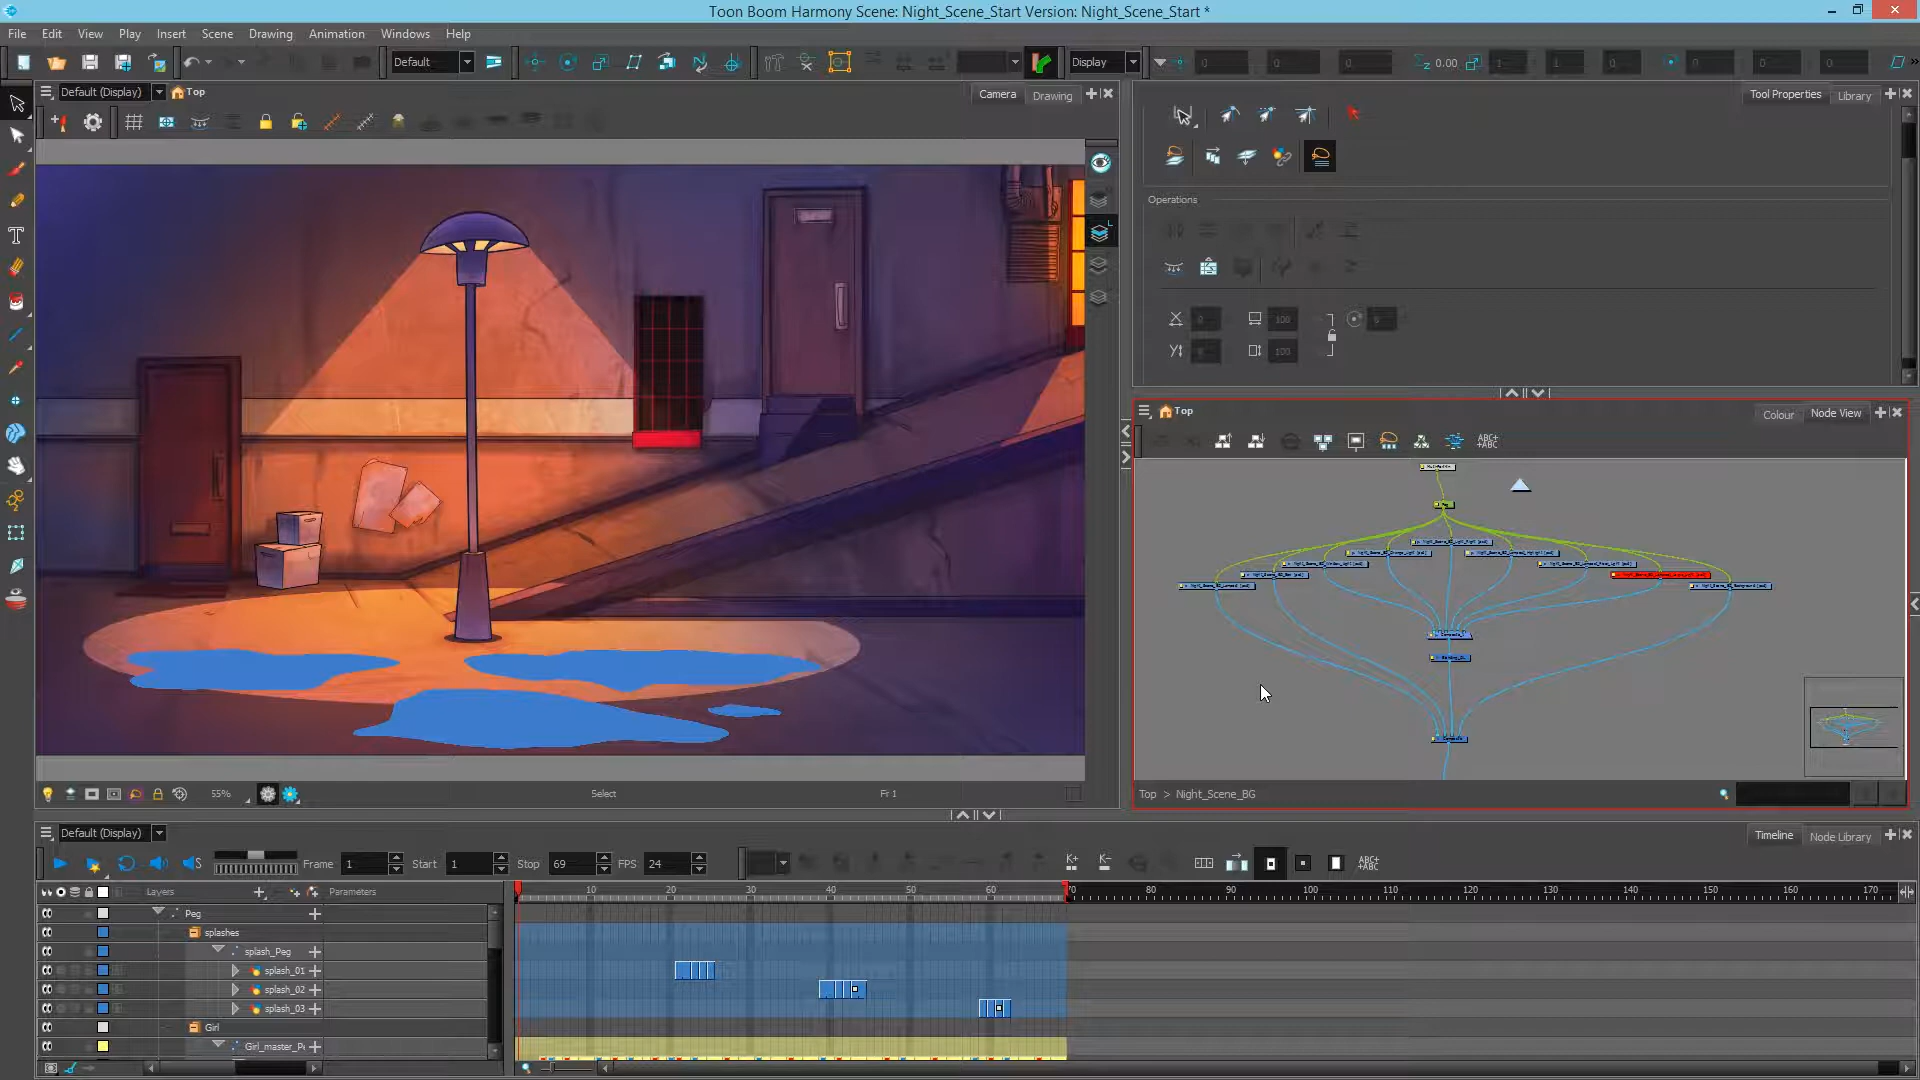 Toon Boom Harmony Scene: Night_Scene_Start Version: Night_Scene_Start *
File Edit View Play Insert Scene Drawing Animation Windows Help
Default
Display
0.00
Default (Display) Top
Camera Drawing
Tool Properties Library
Operations
100
100
Top
Colour Node View
Top > Night_Scene_BG
55% Select Fr 1
Default (Display)
Timeline Node Library
Frame 1 Start 1 Stop 69 FPS 24
Layers Parameters
10 20 30 40 50 60 70 80 90 100 110 120 130 140 150 160 170
Peg
splashes
splash_Peg
splash_01
splash_02
splash_03
Girl
Girl_master_P